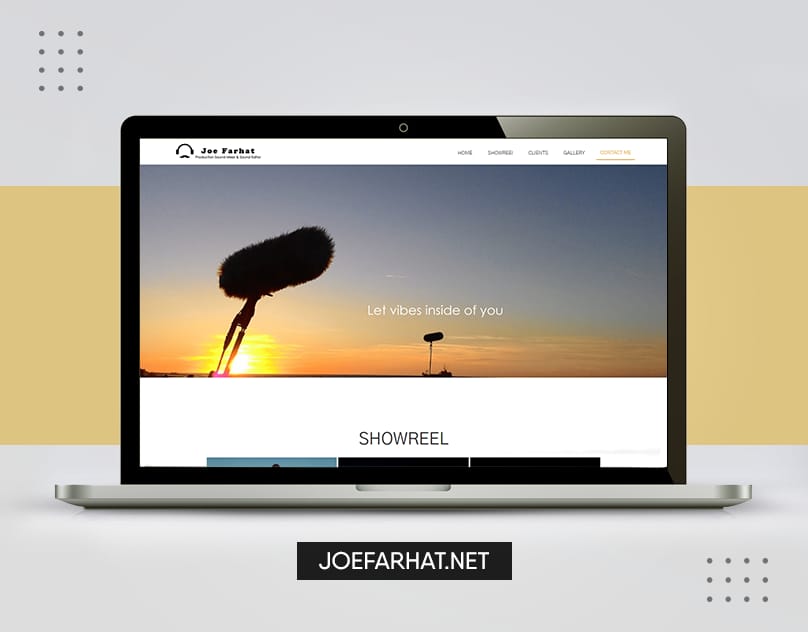 Joe Farhat
Production Sound Mixer & Sound Editor
HOME SHOWREEL CLIENTS GALLERY CONTACT ME
Let vibes inside of you
SHOWREEL
JOEFARHAT.NET